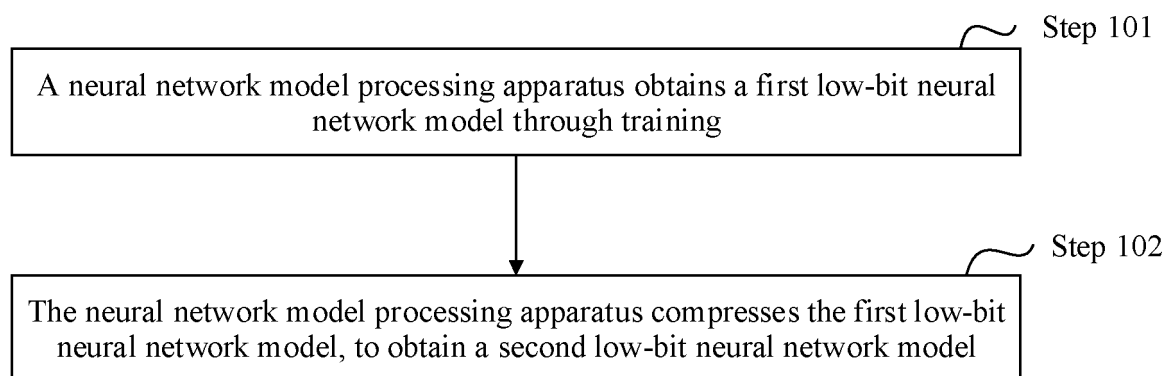 Step 101
A neural network model processing apparatus obtains a first low-bit neural
network model through training
Step 102
The neural network model processing apparatus compresses the first low-bit
neural network model, to obtain a second low-bit neural network model